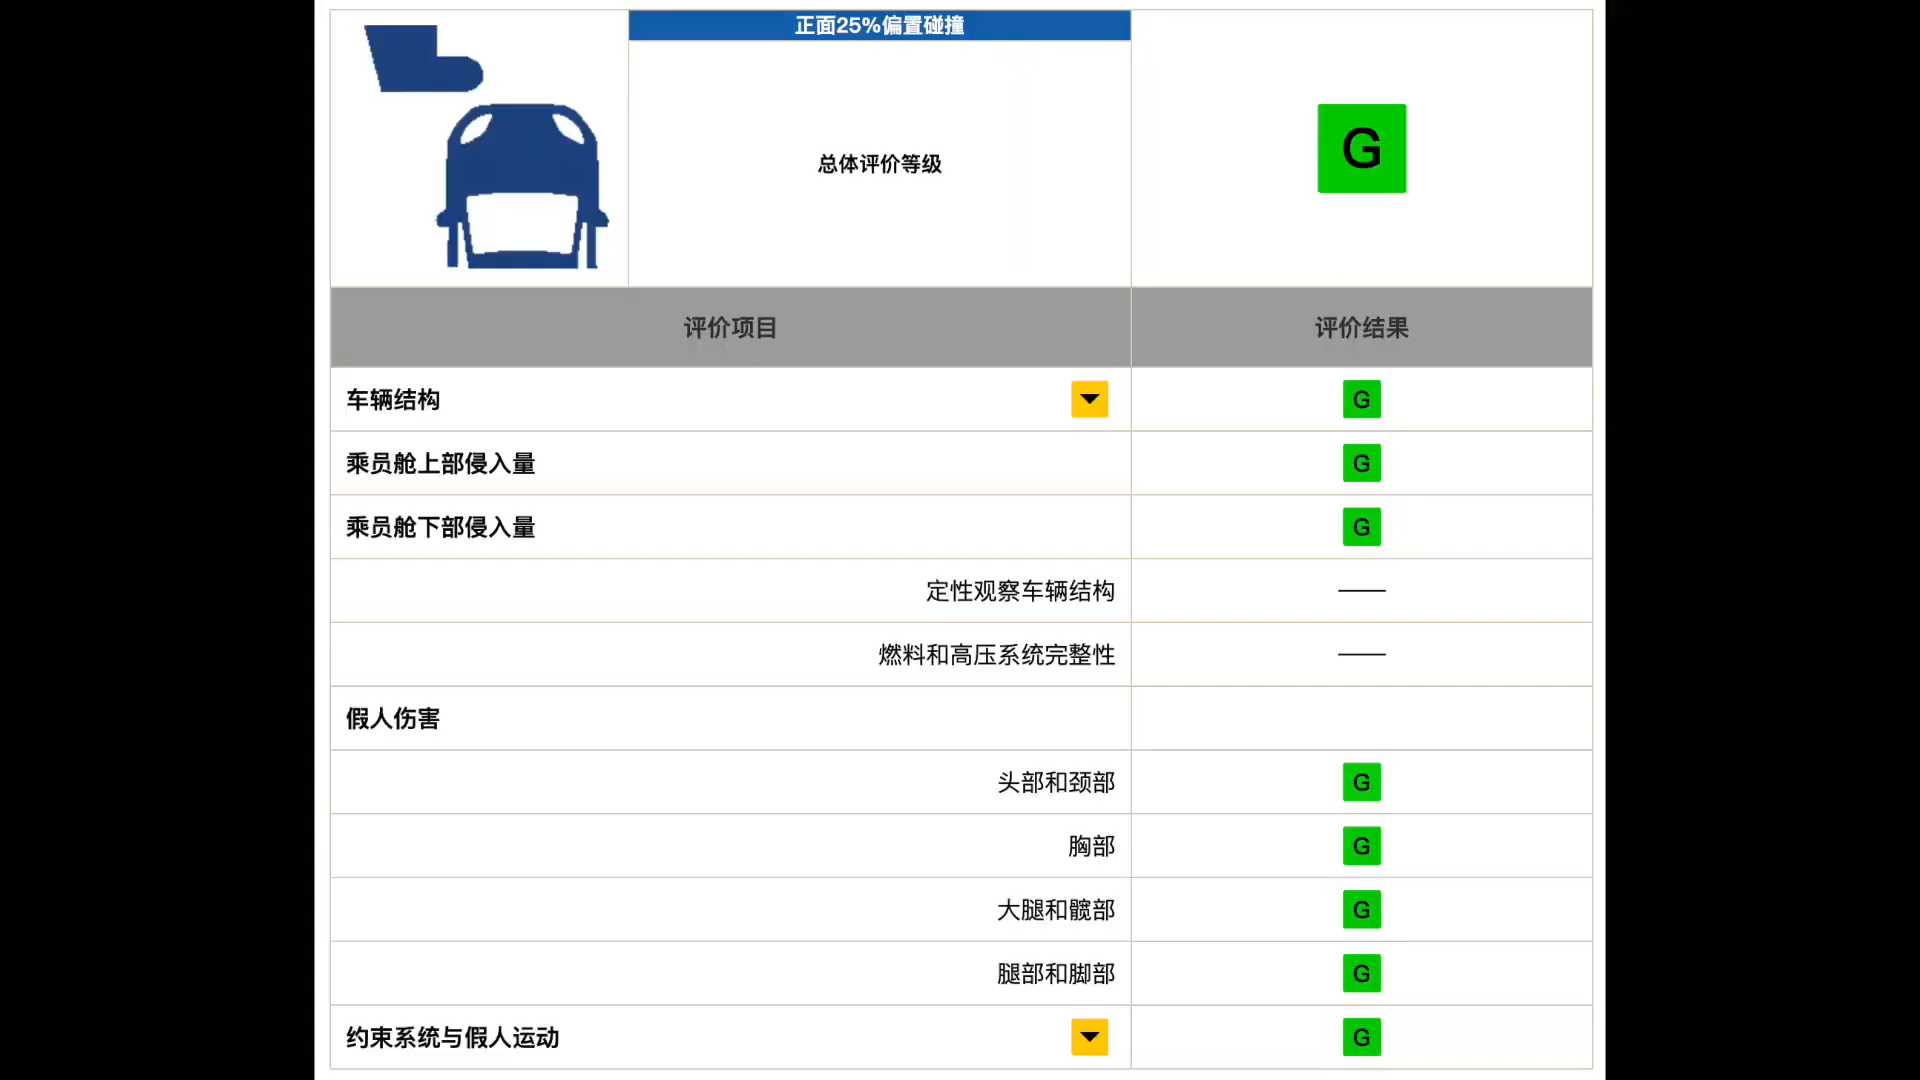 正面25%偏置碰撞
总体评价等级
G
评价项目 评价结果
车辆结构 G
乘员舱上部侵入量 G
乘员舱下部侵入量 G
定性观察车辆结构 ——
燃料和高压系统完整性 ——
假人伤害
头部和颈部 G
胸部 G
大腿和髋部 G
腿部和脚部 G
约束系统与假人运动 G